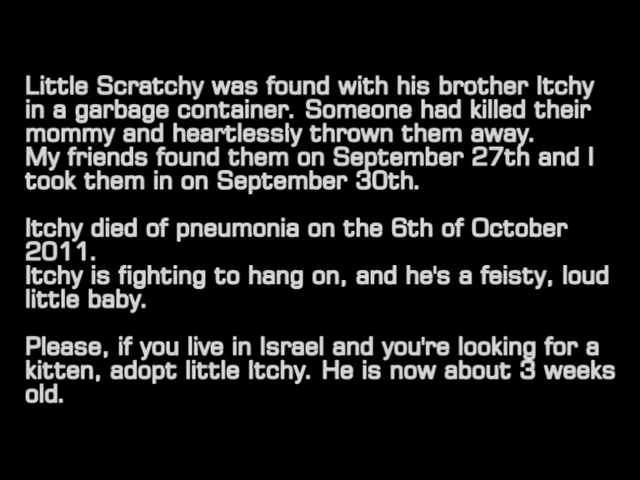 Little Scratchy was found with his brother Itchy
in a garbage container. Someone had killed their
mommy and heartlessly thrown them away.
My friends found them on September 27th and I
took them in on September 30th.
Itchy died of pneumonia on the 6th of October
2011.
Itchy is fighting to hang on, and he's a feisty, loud
little baby.
Please, if you live in Israel and you're looking for a
kitten, adopt little Itchy. He is now about 3 weeks
old.